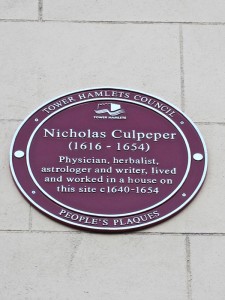 TOWER HAMLETS COUNCIL
TOWER HAMLETS
Nicholas Culpeper
(1616 - 1654)
Physician, herbalist,
astrologer and writer, lived
and worked in a house on
this site c1640-1654
PEOPLE'S PLAQUES